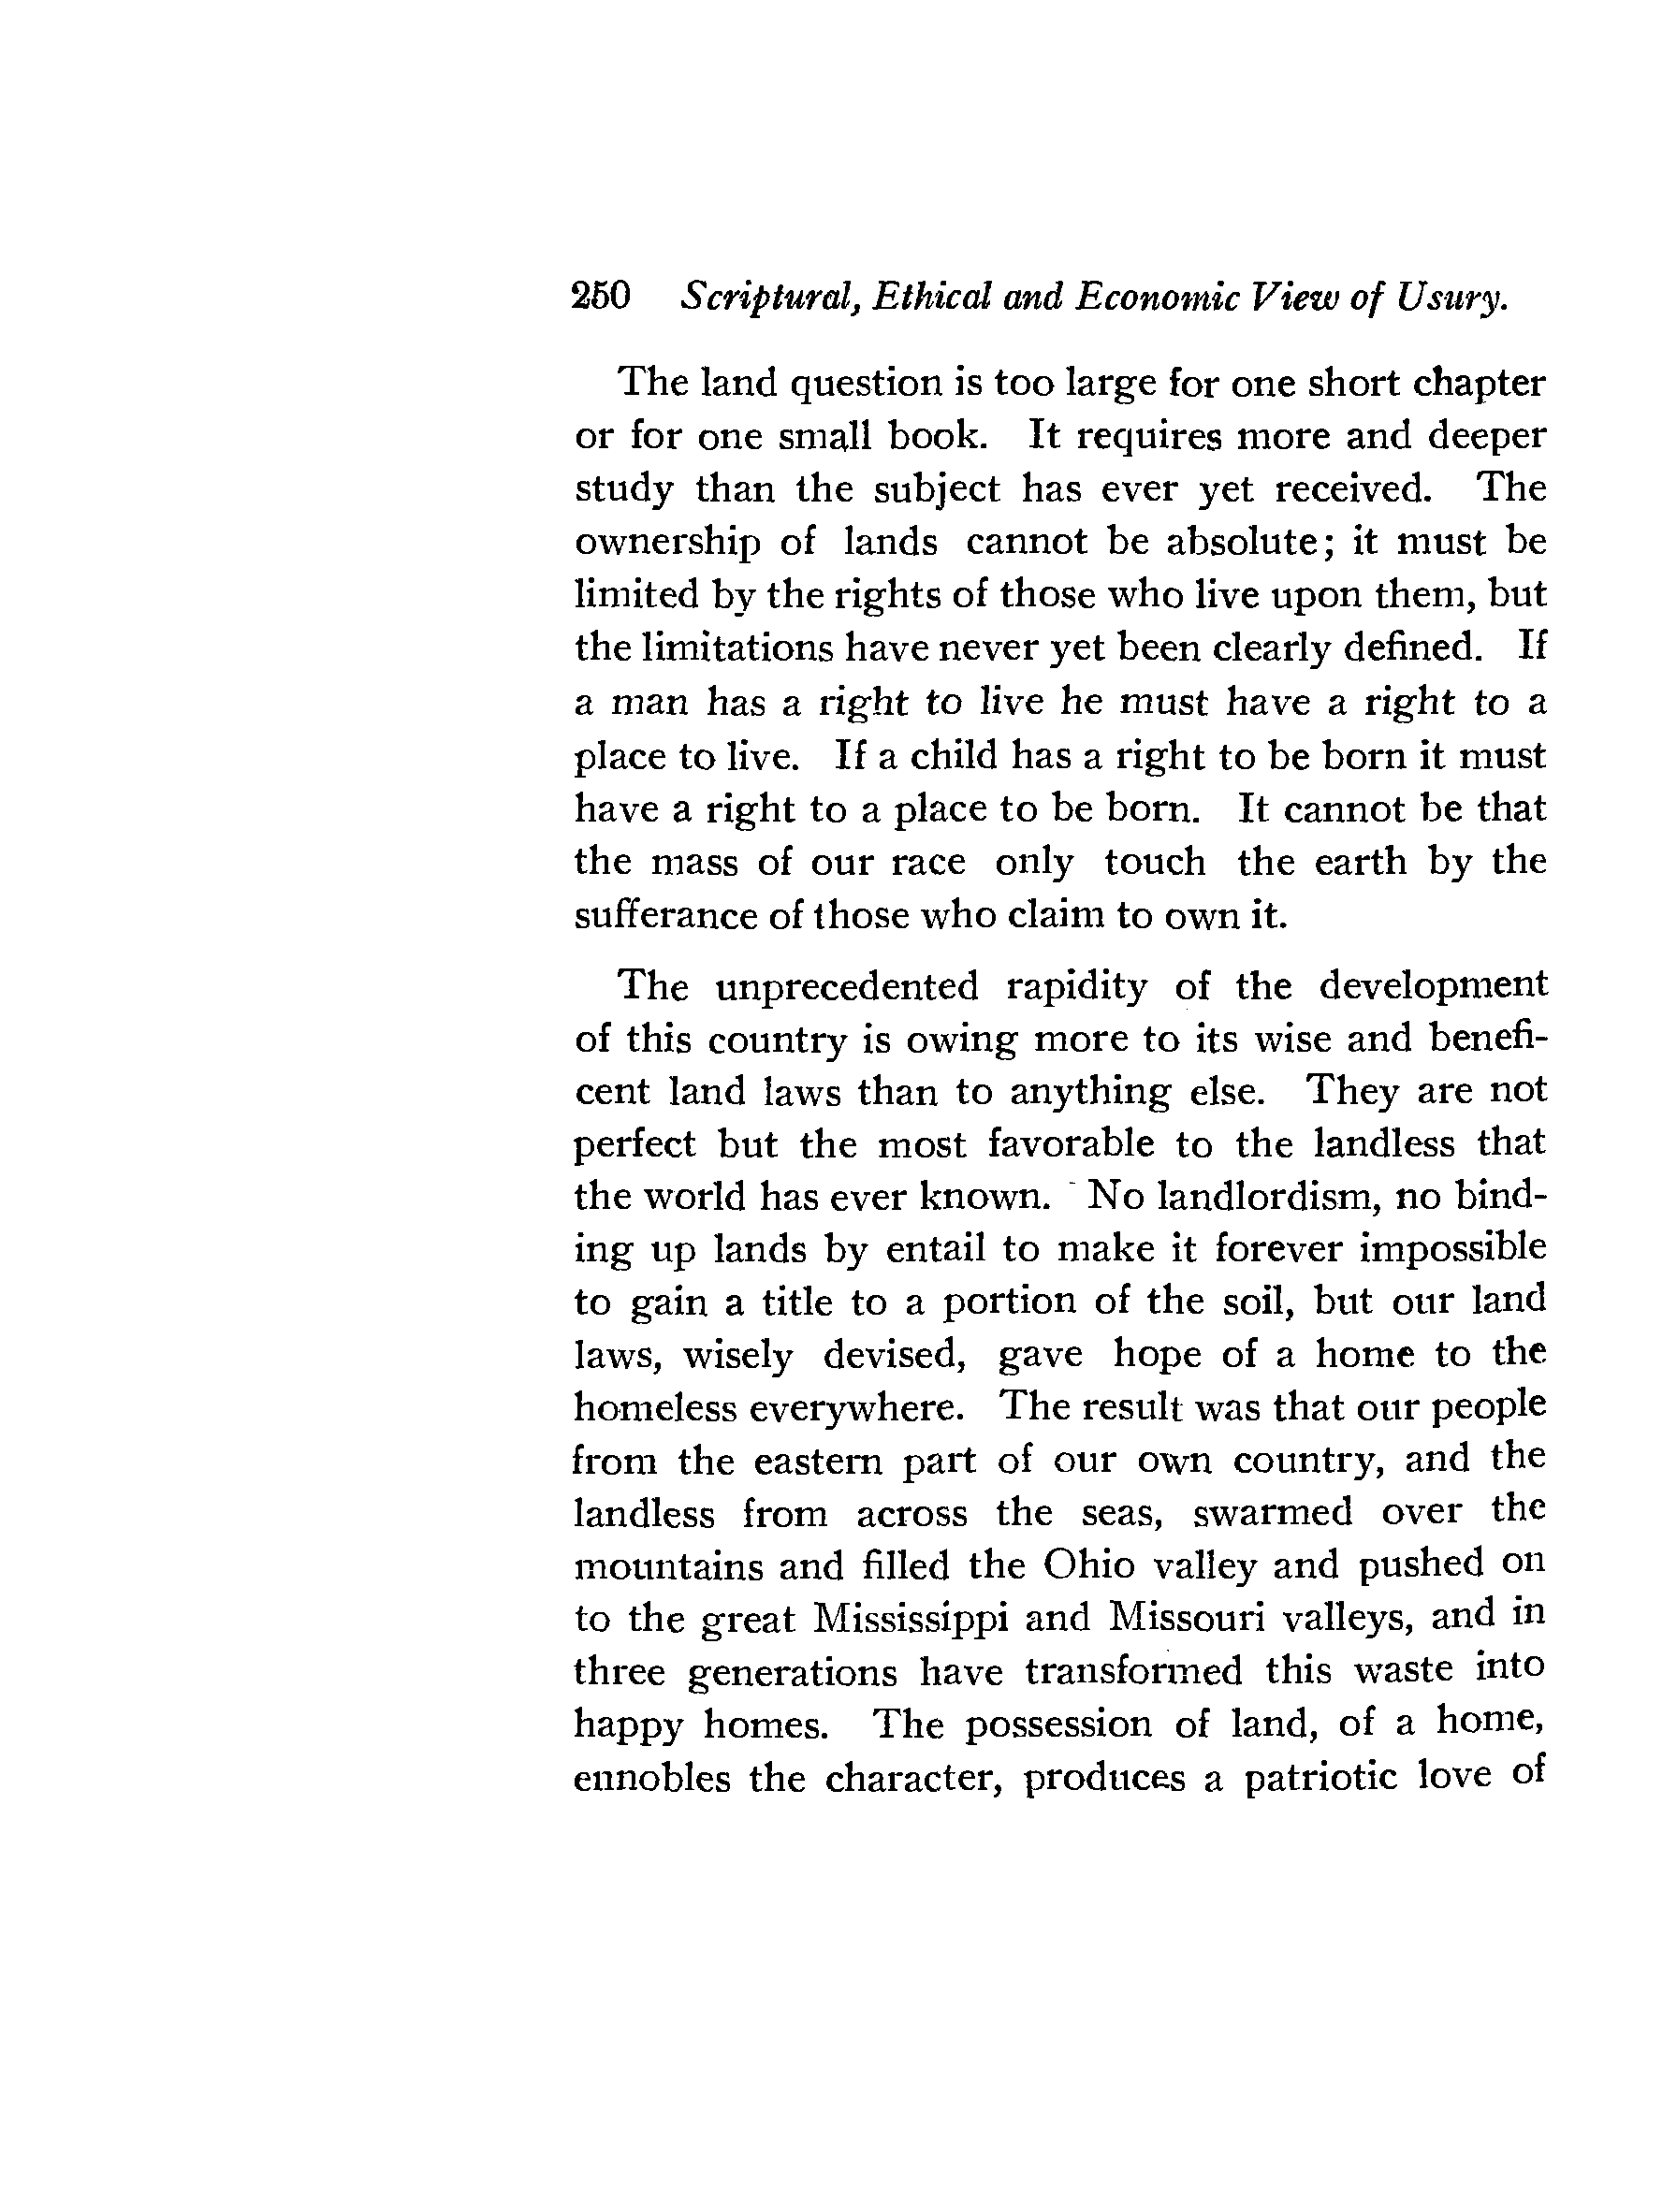 250 Scriptural, Ethical and Economic View of Usury.
The land question is too large for one short chapter
or for one small book. It requires more and deeper
study than the subject has ever yet received. The
ownership of lands cannot be absolute; it must be
limited by the rights of those who live upon them, but
the limitations have never yet been clearly defined. If
a man has a right to live he must have a right to a
place to live. If a child has a right to be born it must
have a right to a place to be born. It cannot be that
the mass of our race only touch the earth by the
sufferance of those who claim to own it.
The unprecedented rapidity of the development
of this country is owing more to its wise and benefi-
cent land laws than to anything else. They are not
perfect but the most favorable to the landless that
the world has ever known. No landlordism, no bind-
ing up lands by entail to make it forever impossible
to gain a title to a portion of the soil, but our land
laws, wisely devised, gave hope of a home to the
homeless everywhere. The result was that our people
from the eastern part of our own country, and the
landless from across the seas, swarmed over the
mountains and filled the Ohio valley and pushed on
to the great Mississippi and Missouri valleys, and in
three generations have transformed this waste into
happy homes. The possession of land, of a home,
ennobles the character, produces a patriotic love of